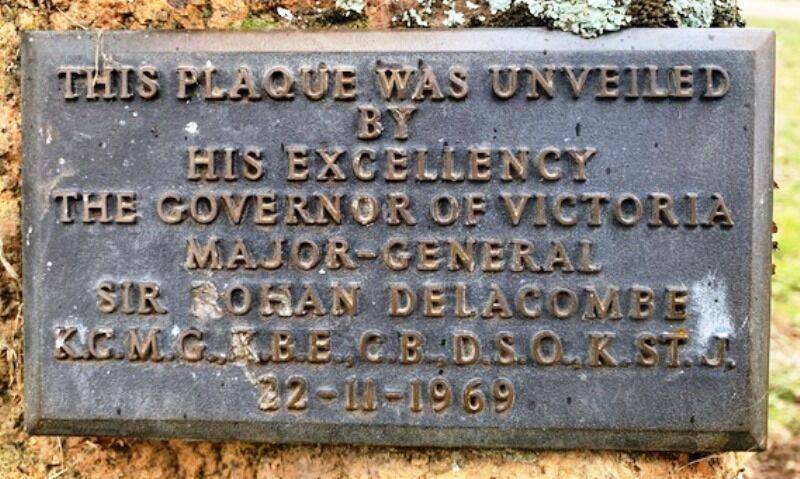 THIS PLAQUE WAS UNVEILED
BY
HIS EXCELLENCY
THE GOVERNOR OF VICTORIA
MAJOR-GENERAL
SIR ROHAN DELACOMBE
K.C.M.G., K.B.E., C.B., D.S.O., K.ST.J.
22-11-1969